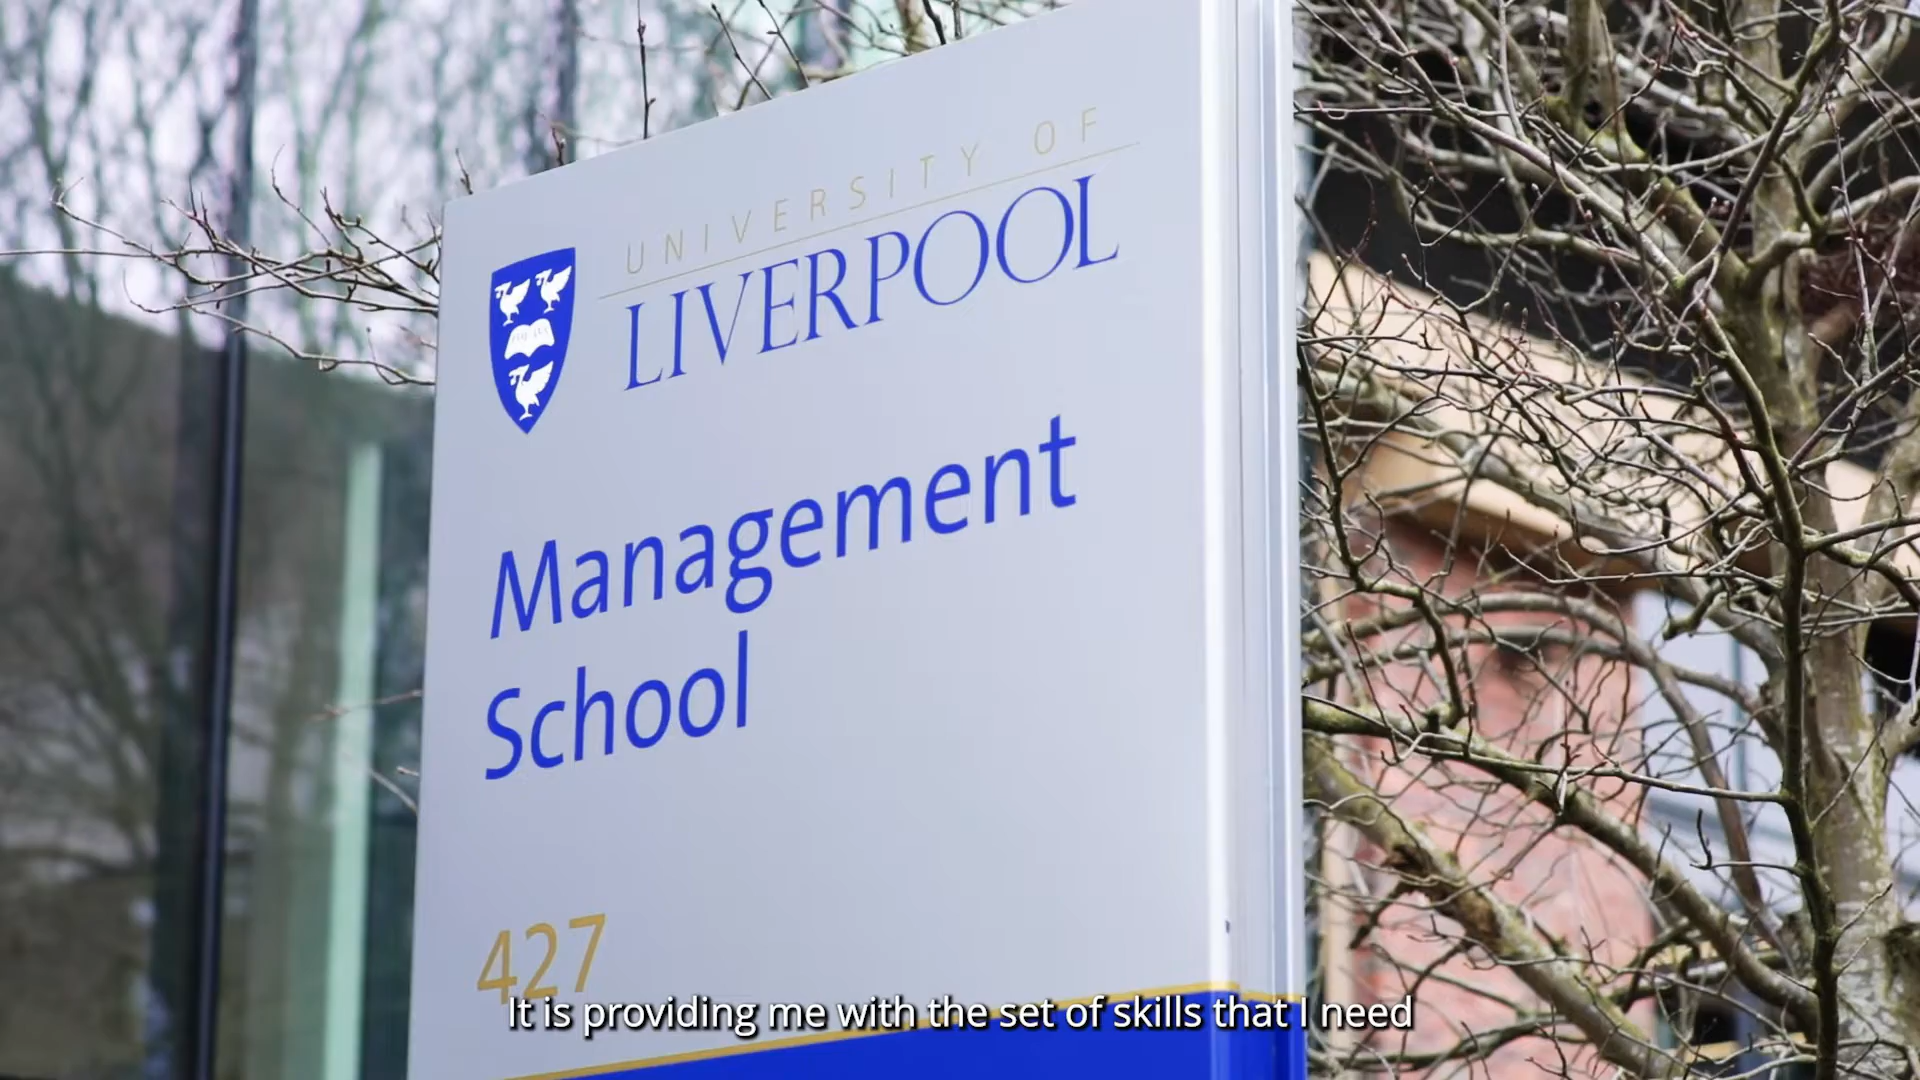 UNIVERSITY OF
LIVERPOOL
Management
School
427
It is providing me with the set of skills that I need